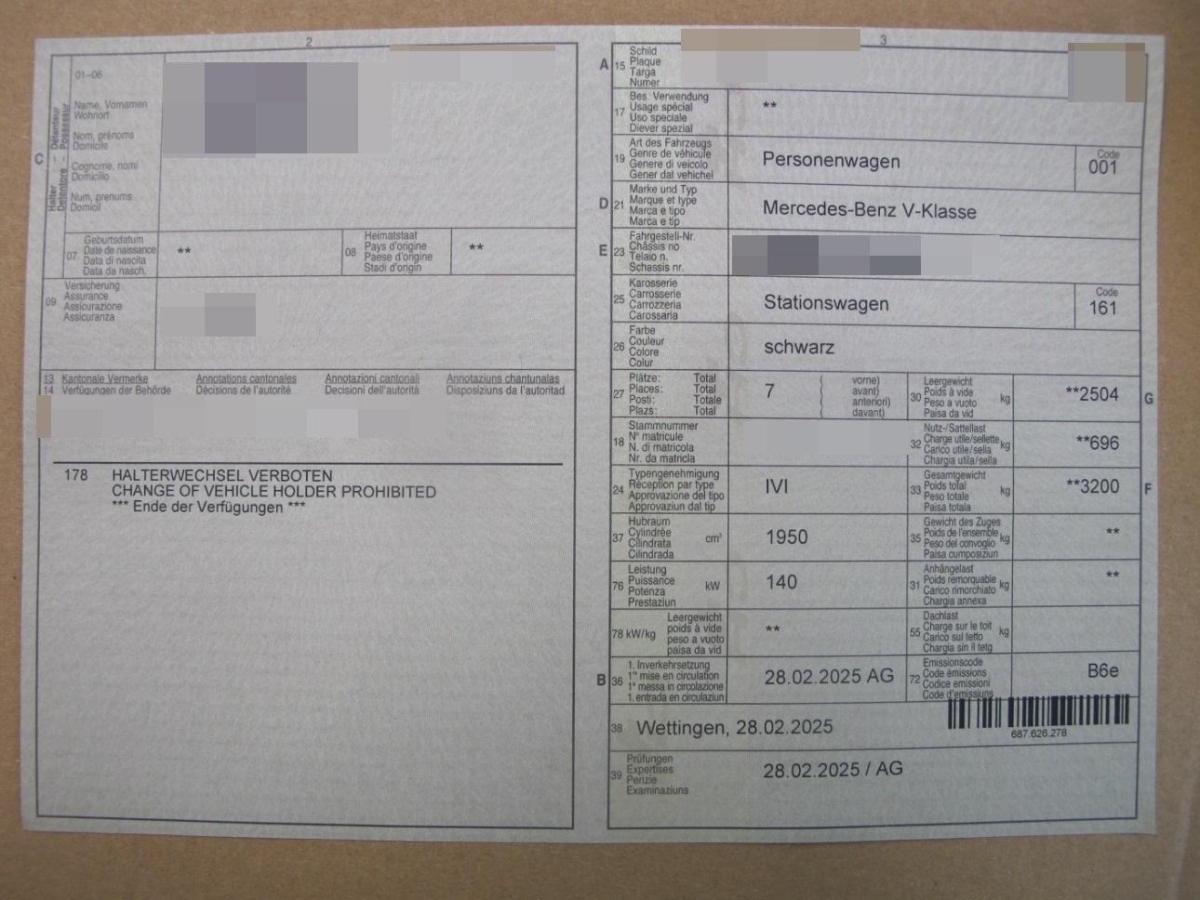 2
01–06
C
Halter – Détenteur
Detentore – Possessur
Name, Vornamen
Wohnort
Nom, prénoms
Domicile
Cognome, nomi
Domicilio
Num, prenums
Domicil
07
Geburtsdatum
Date de naissance
Data di nascita
Data da nasch.
**
08
Heimatstaat
Pays d'origine
Paese d'origine
Stadi d'origin
**
09
Versicherung
Assurance
Assicurazione
Assicuranza
13 Kantonale Vermerke Annotations cantonales Annotazioni cantonali Annotaziuns chantunalas
14 Verfügungen der Behörde Décisions de l'autorité Decisioni dell'autorità Disposiziuns da l'autoritad
178 HALTERWECHSEL VERBOTEN
CHANGE OF VEHICLE HOLDER PROHIBITED
*** Ende der Verfügungen ***
3
A 15
Schild
Plaque
Targa
Numer
17
Bes. Verwendung
Usage spécial
Uso speciale
Diever spezial
**
19
Art des Fahrzeugs
Genre de véhicule
Genere di veicolo
Gener dal vehichel
Personenwagen
Code
001
D 21
Marke und Typ
Marque et type
Marca e tipo
Marca e tip
Mercedes-Benz V-Klasse
E 23
Fahrgestell-Nr.
Châssis no
Telaio n.
Schassis nr.
25
Karosserie
Carrosserie
Carrozzeria
Carossaria
Stationswagen
Code
161
26
Farbe
Couleur
Colore
Colur
schwarz
27
Plätze: Total
Places: Total
Posti: Totale
Plazs: Total
7
( vorne)
( avant)
( anteriori)
( davant)
30
Leergewicht
Poids à vide
Peso a vuoto
Paisa da vid
kg
**2504
G
18
Stammnummer
N° matricule
N. di matricola
Nr. da matricla
32
Nutz-/Sattellast
Charge utile/sellette
Carico utile/sella
Chargia utila/sella
kg
**696
24
Typengenehmigung
Réception par type
Approvazione del tipo
Approvaziun dal tip
IVI
33
Gesamtgewicht
Poids total
Peso totale
Paisa totala
kg
**3200
F
37
Hubraum
Cylindrée
Cilindrata
Cilindrada
cm³
1950
35
Gewicht des Zuges
Poids de l'ensemble
Peso del convoglio
Paisa cumposiziun
kg
**
76
Leistung
Puissance
Potenza
Prestaziun
kW
140
31
Anhängelast
Poids remorquable
Carico rimorchiato
Chargia annexa
kg
**
78 kW/kg
Leergewicht
poids à vide
peso a vuoto
paisa da vid
**
55
Dachlast
Charge sur le toit
Carico sul tetto
Chargia sin il tetg
kg
B 36
1. Inverkehrsetzung
1re mise en circulation
1a messa in circolazione
1. entrada en circulaziun
28.02.2025 AG
72
Emissionscode
Code émissions
Codice emissioni
Code d'emissiuns
B6e
38 Wettingen, 28.02.2025
687.626.278
39
Prüfungen
Expertises
Perizie
Examinaziuns
28.02.2025 / AG